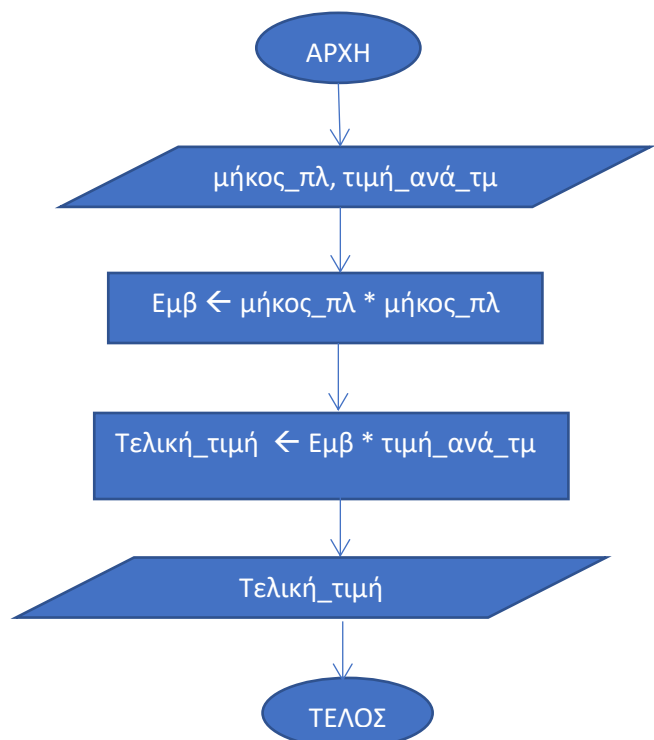 ΑΡΧΗ
μήκος_πλ, τιμή_ανά_τμ
Εμβ ← μήκος_πλ * μήκος_πλ
Τελική_τιμή ← Εμβ * τιμή_ανά_τμ
Τελική_τιμή
ΤΕΛΟΣ